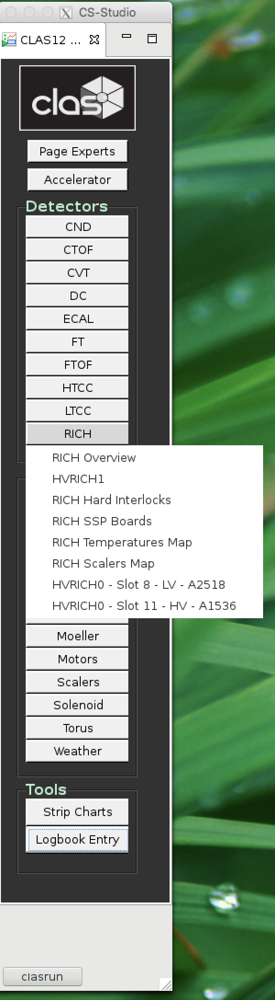 CS-Studio
CLAS12 ...
clas
Page Experts
Accelerator
Detectors
CND
CTOF
CVT
DC
ECAL
FT
FTOF
HTCC
LTCC
RICH
RICH Overview
HVRICH1
RICH Hard Interlocks
RICH SSP Boards
RICH Temperatures Map
RICH Scalers Map
HVRICH0 - Slot 8 - LV - A2518
HVRICH0 - Slot 11 - HV - A1536
Moeller
Motors
Scalers
Solenoid
Torus
Weather
Tools
Strip Charts
Logbook Entry
clasrun